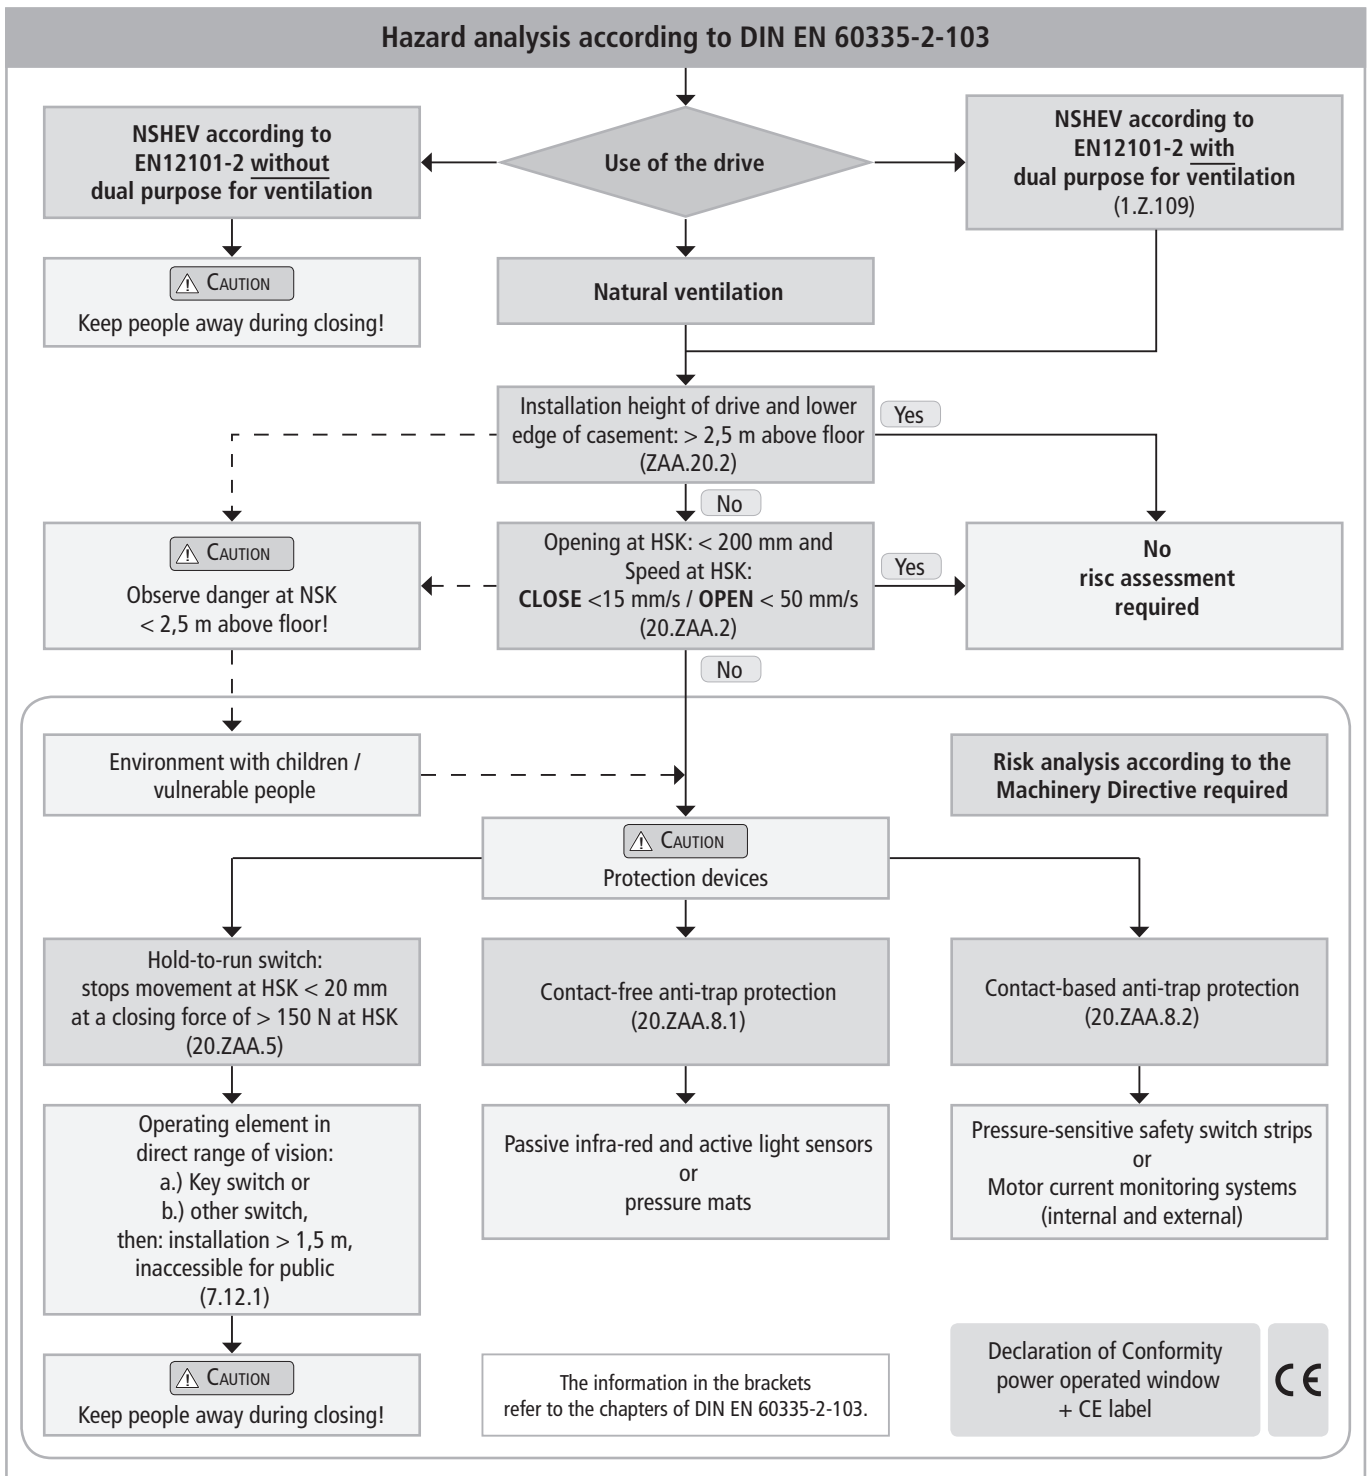 Hazard analysis according to DIN EN 60335-2-103
NSHEV according to
EN12101-2 without
dual purpose for ventilation
Use of the drive
NSHEV according to
EN12101-2 with
dual purpose for ventilation
(1.Z.109)
CAUTION
Keep people away during closing!
Natural ventilation
Installation height of drive and lower
edge of casement: > 2,5 m above floor
(ZAA.20.2)
Yes
No
CAUTION
Observe danger at NSK
< 2,5 m above floor!
Opening at HSK: < 200 mm and
Speed at HSK:
CLOSE <15 mm/s / OPEN < 50 mm/s
(20.ZAA.2)
Yes
No
risc assessment
required
No
Environment with children /
vulnerable people
Risk analysis according to the
Machinery Directive required
CAUTION
Protection devices
Hold-to-run switch:
stops movement at HSK < 20 mm
at a closing force of > 150 N at HSK
(20.ZAA.5)
Contact-free anti-trap protection
(20.ZAA.8.1)
Contact-based anti-trap protection
(20.ZAA.8.2)
Operating element in
direct range of vision:
a.) Key switch or
b.) other switch,
then: installation > 1,5 m,
inaccessible for public
(7.12.1)
Passive infra-red and active light sensors
or
pressure mats
Pressure-sensitive safety switch strips
or
Motor current monitoring systems
(internal and external)
CAUTION
Keep people away during closing!
The information in the brackets
refer to the chapters of DIN EN 60335-2-103.
Declaration of Conformity
power operated window
+ CE label
CE